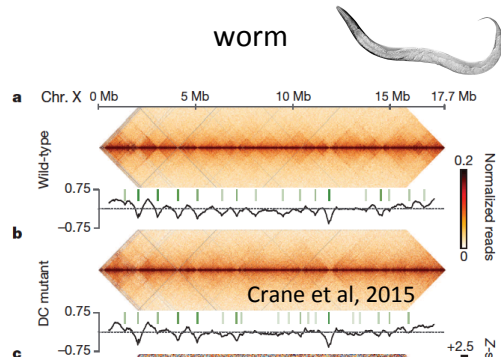 worm
a Chr. X 0 Mb 5 Mb 10 Mb 15 Mb 17.7 Mb
Wild-type
0.75
−0.75
0.2
0
Normalized reads
b
DC mutant
Crane et al, 2015
0.75
−0.75
c
+2.5